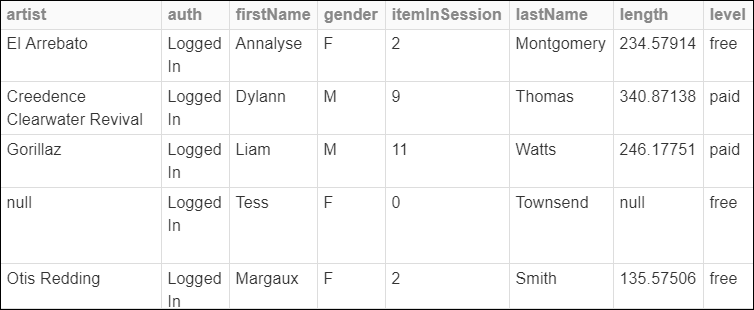 artist auth firstName gender itemInSession lastName length level
El Arrebato Logged In Annalyse F 2 Montgomery 234.57914 free
Creedence Clearwater Revival Logged In Dylann M 9 Thomas 340.87138 paid
Gorillaz Logged In Liam M 11 Watts 246.17751 paid
null Logged In Tess F 0 Townsend null free
Otis Redding Logged In Margaux F 2 Smith 135.57506 free